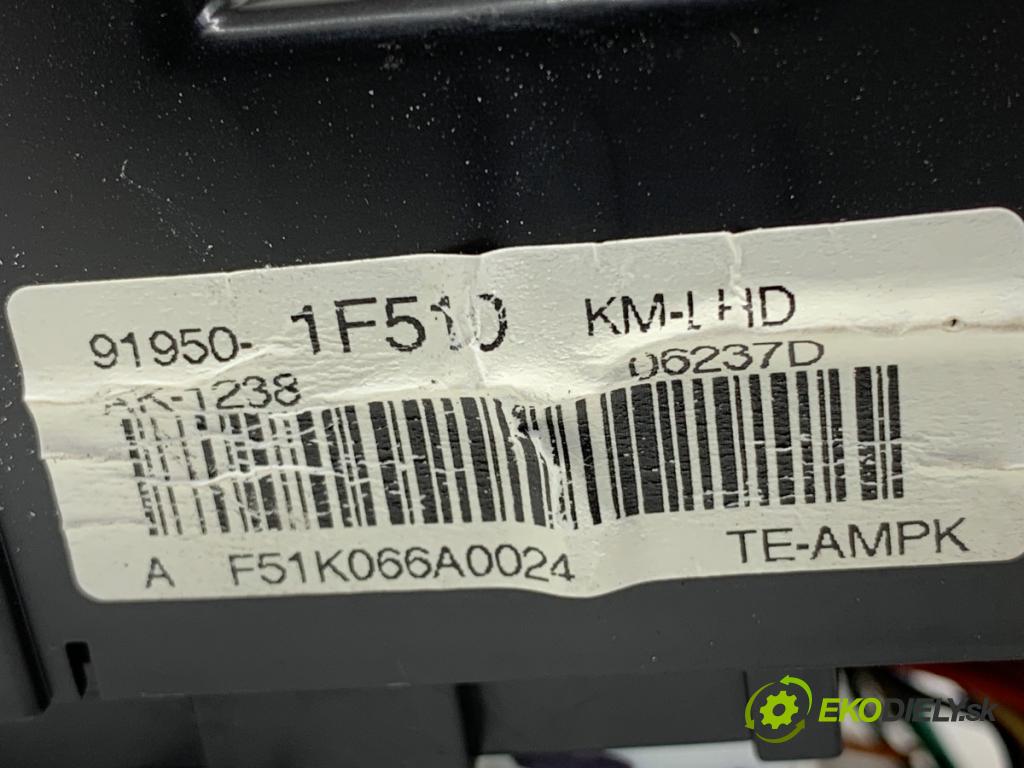 91950- 1F510 KM-LHD
AK-1238 06237D
A F51K066A0024 TE-AMPK
EKODIELY.sk